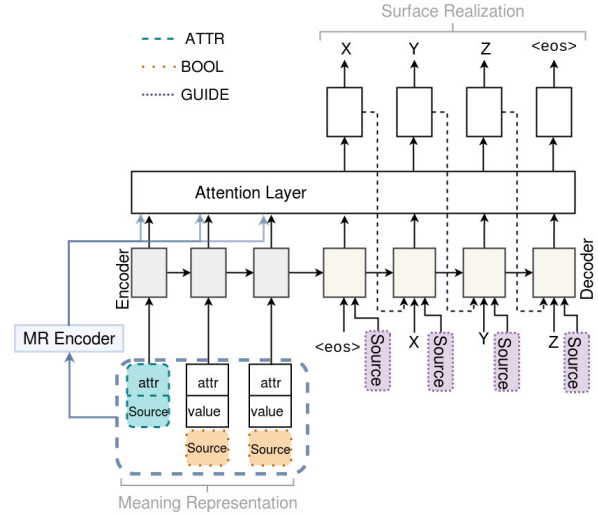 Surface Realization
ATTR
BOOL
GUIDE
X Y Z <eos>
Attention Layer
Encoder
Decoder
MR Encoder
<eos> X Y Z
Source Source Source Source
attr attr attr
Source value value
Source Source
Meaning Representation